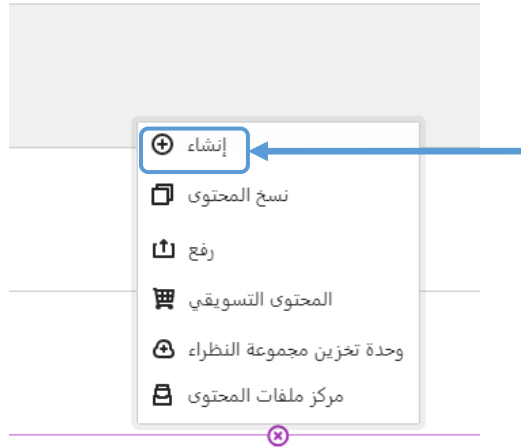 إنشاء
نسخ المحتوى
رفع
المحتوى التسويقي
وحدة تخزين مجموعة النظراء
مركز ملفات المحتوى